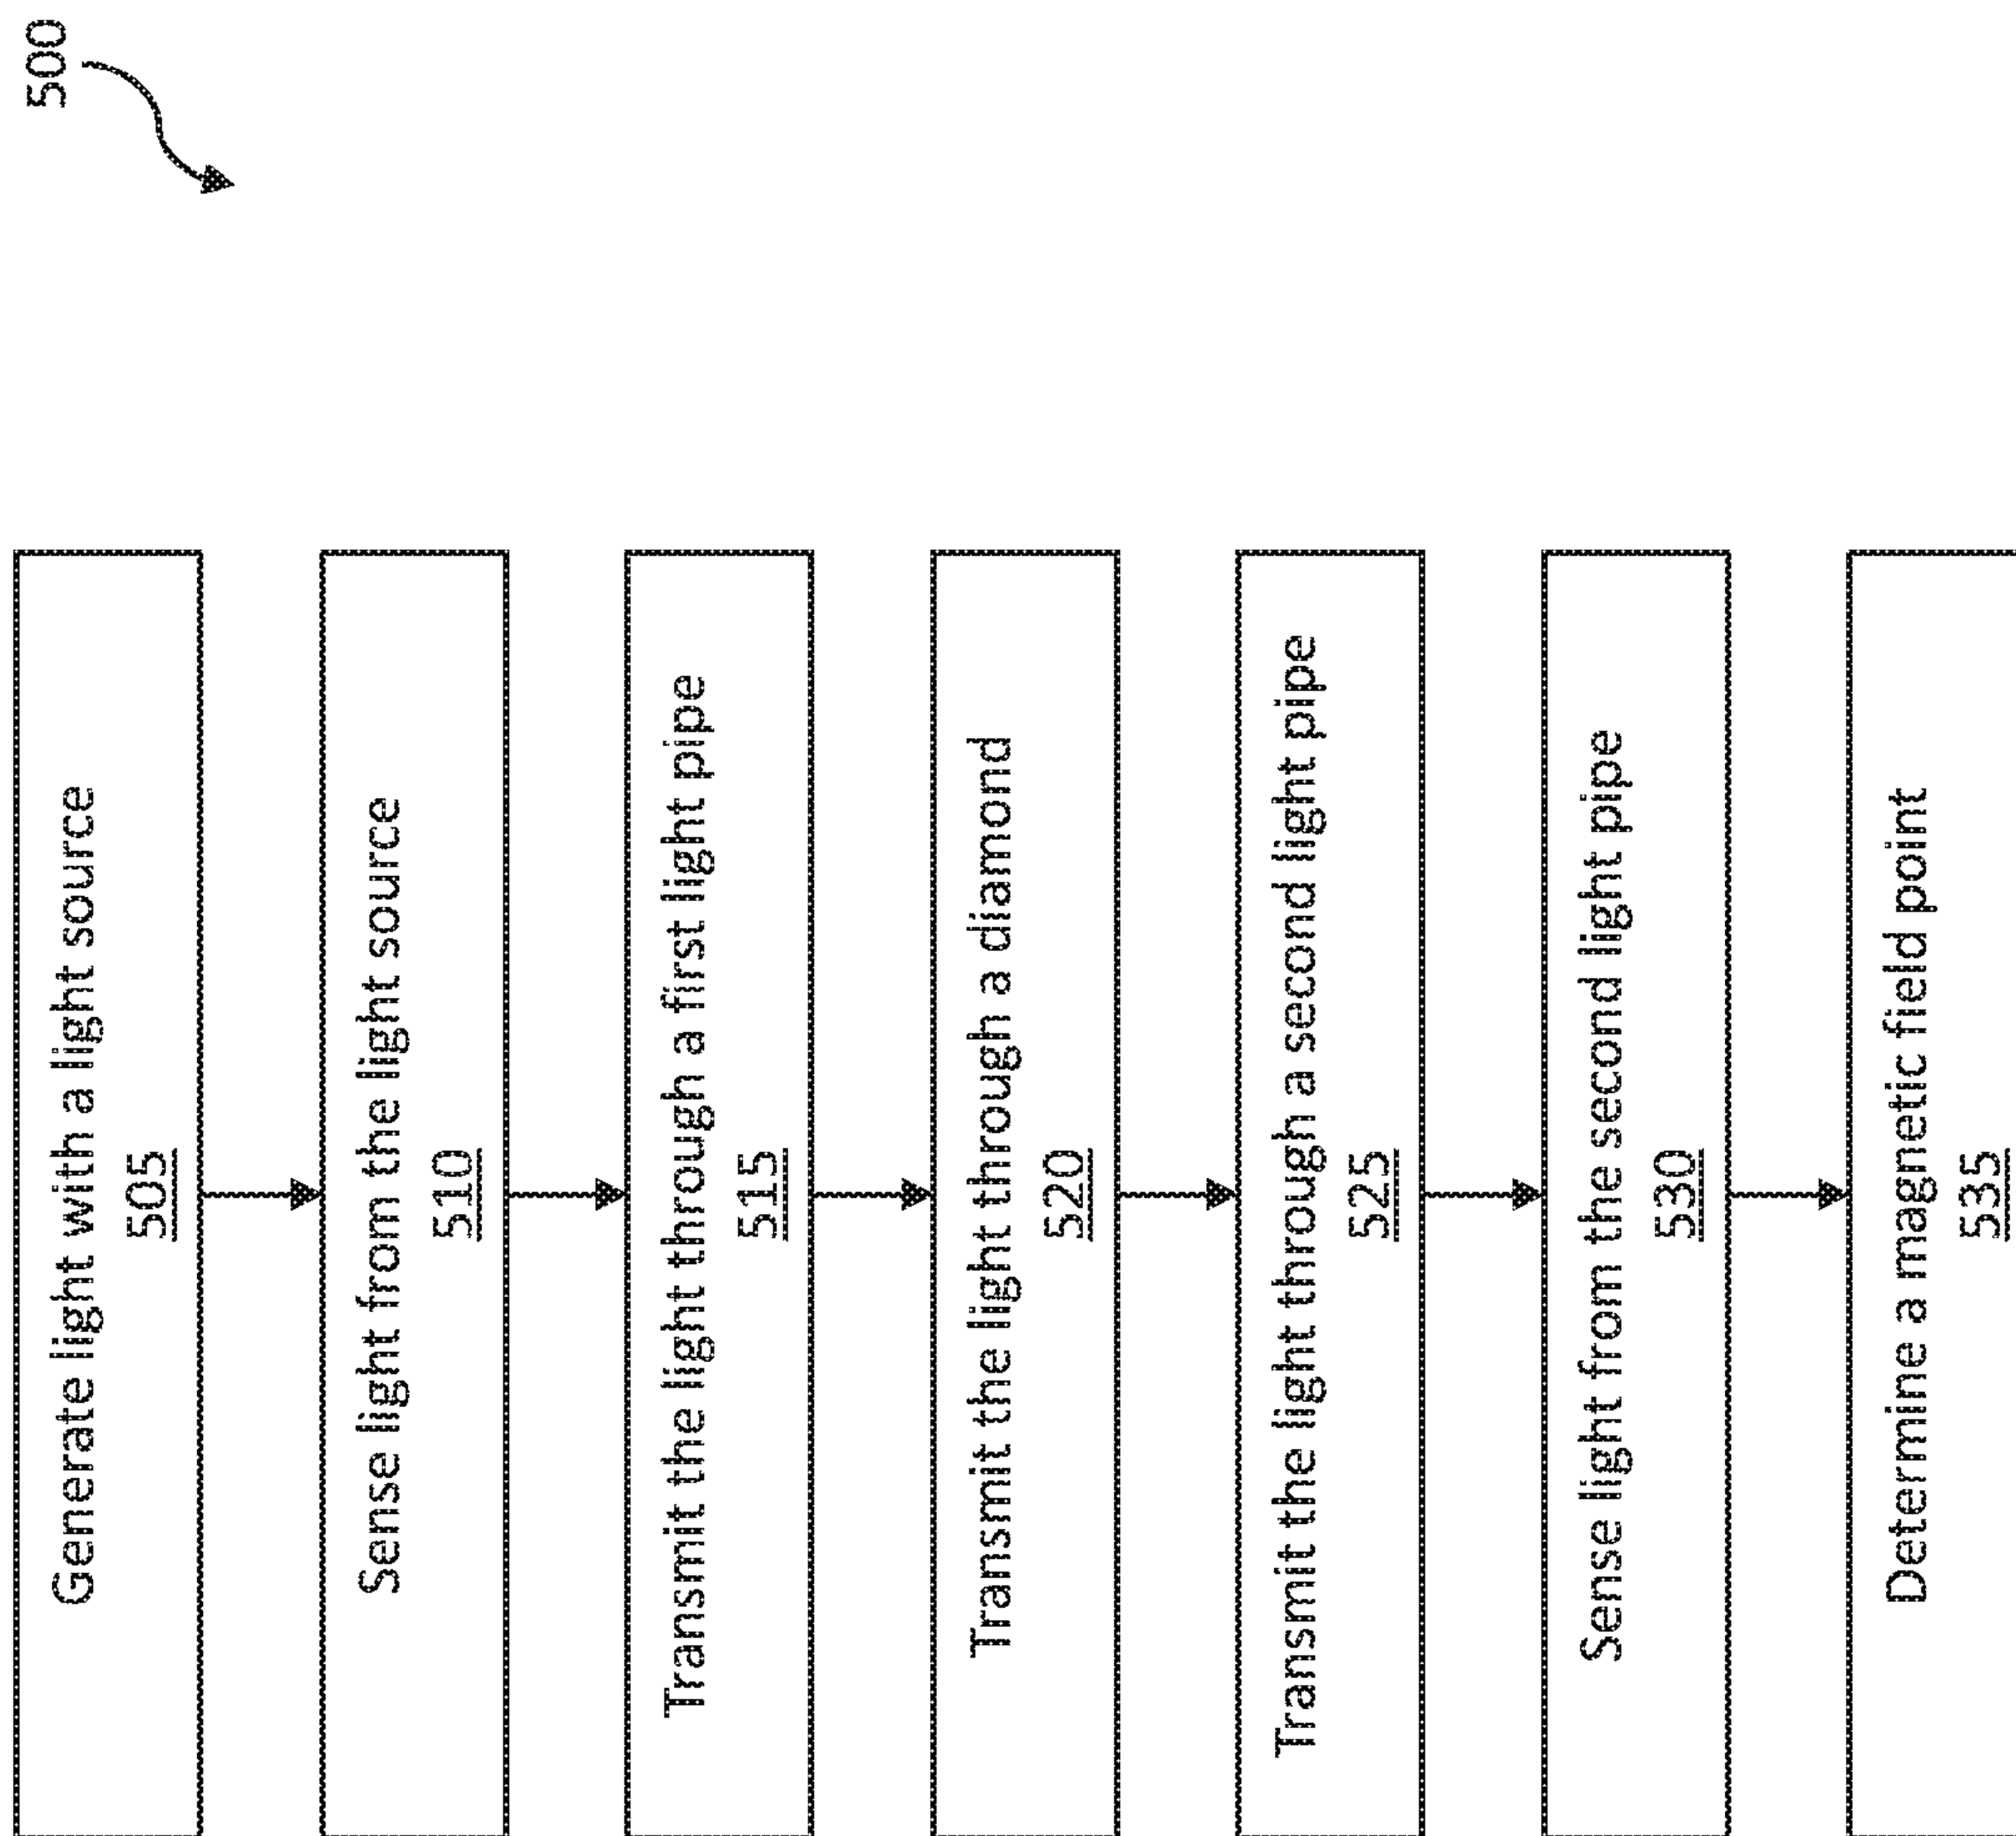 500
Generate light with a light source
505
Sense light from the light source
510
Transmit the light through a first light pipe
515
Transmit the light through a diamond
520
Transmit the light through a second light pipe
525
Sense light from the second light pipe
530
Determine a magnetic field point
535